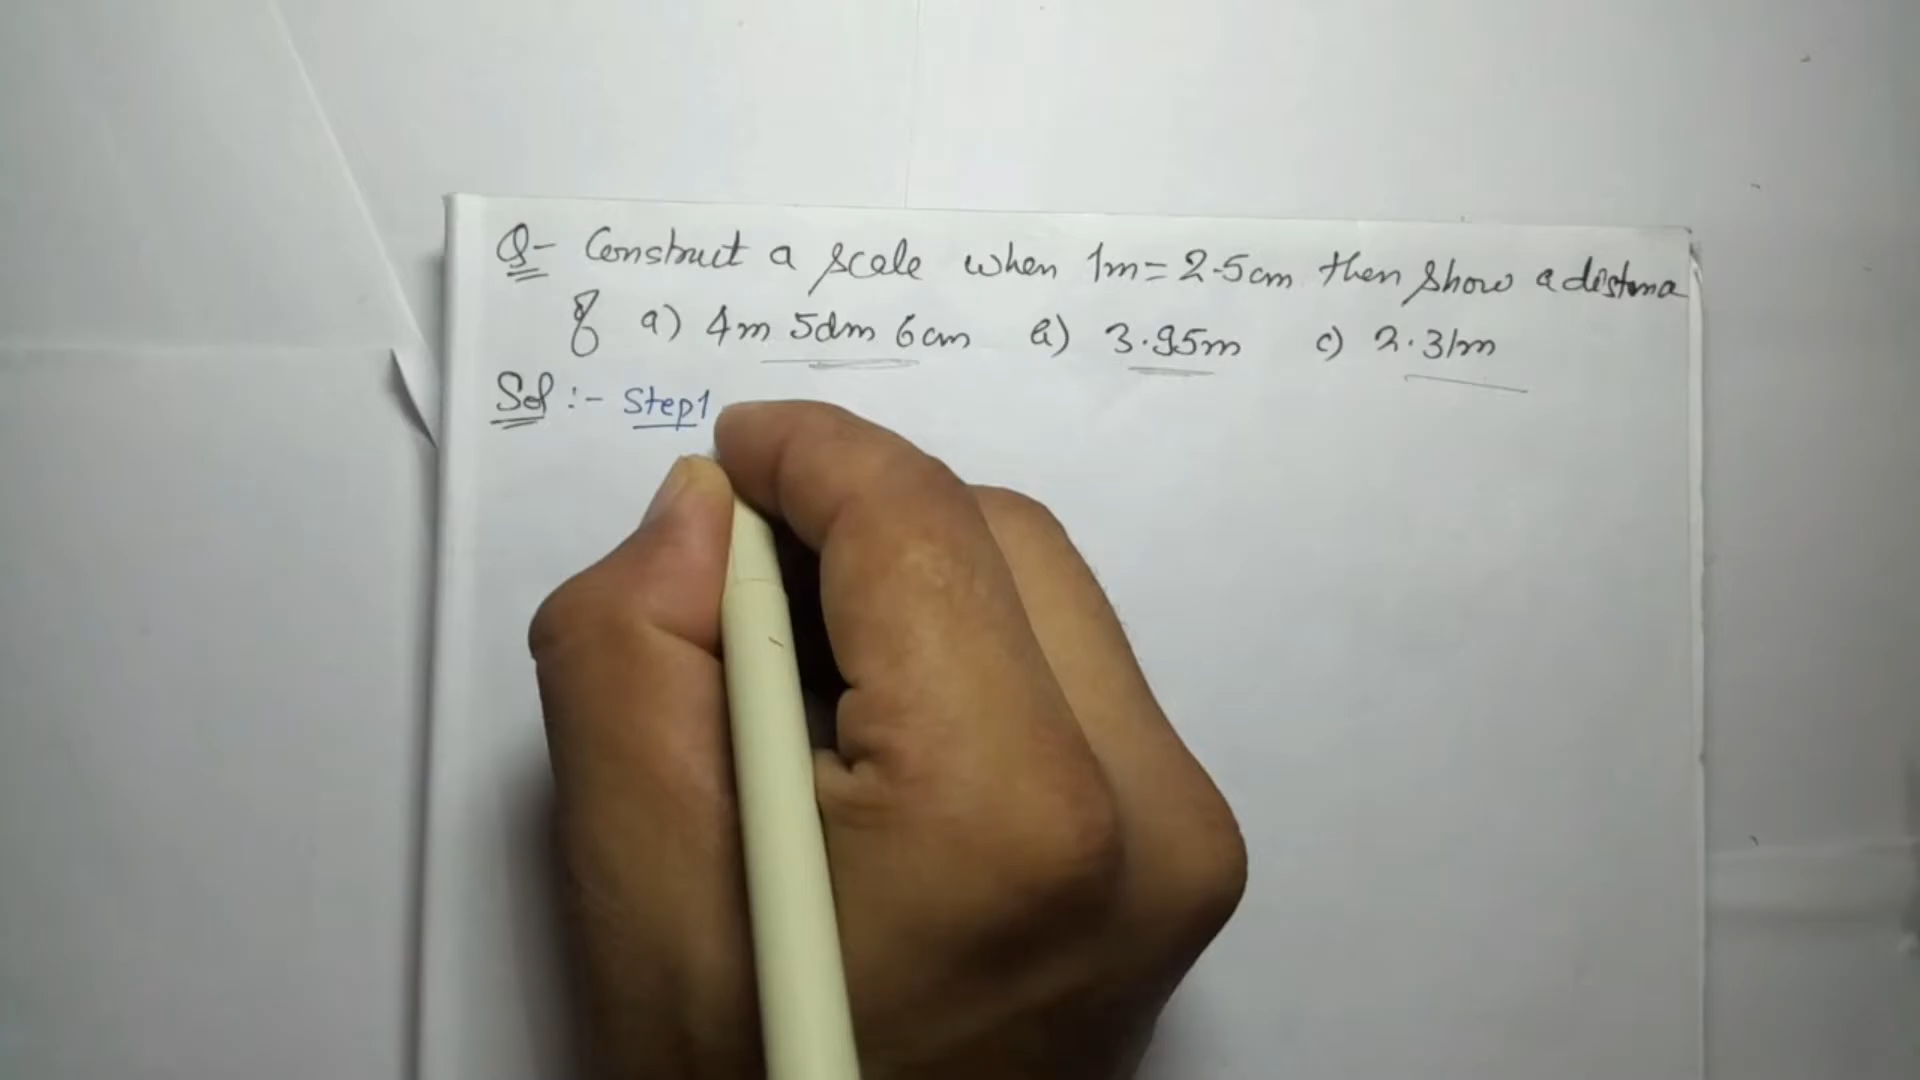 Q- Construct a scale when 1m = 2.5cm then show a distance
of a) 4m 5dm 6cm b) 3.95m c) 2.31m
Sol :- Step1